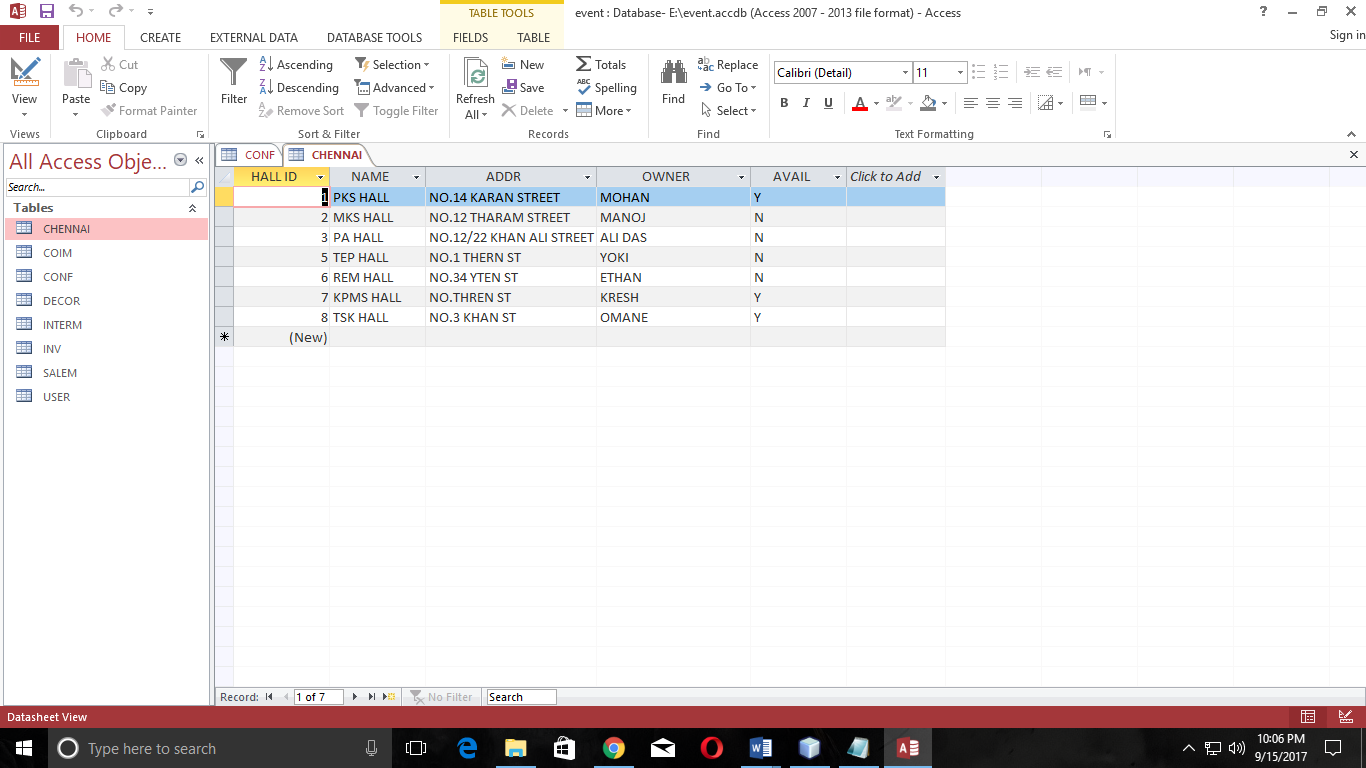 event : Database- E:\event.accdb (Access 2007 - 2013 file format) - Access
TABLE TOOLS
Sign in
FILE HOME CREATE EXTERNAL DATA DATABASE TOOLS FIELDS TABLE
View
Views
Paste
Cut
Copy
Format Painter
Clipboard
Filter
Ascending
Descending
Remove Sort
Selection
Advanced
Toggle Filter
Sort & Filter
Refresh
All
New
Save
Delete
Totals
Spelling
More
Records
Find
Replace
Go To
Select
Find
Calibri (Detail) 11
B I U A
Text Formatting
All Access Obje...
Search...
Tables
CHENNAI
COIM
CONF
DECOR
INTERM
INV
SALEM
USER
CONF CHENNAI
HALL ID NAME ADDR OWNER AVAIL Click to Add
1 PKS HALL NO.14 KARAN STREET MOHAN Y
2 MKS HALL NO.12 THARAM STREET MANOJ N
3 PA HALL NO.12/22 KHAN ALI STREET ALI DAS N
5 TEP HALL NO.1 THERN ST YOKI N
6 REM HALL NO.34 YTEN ST ETHAN N
7 KPMS HALL NO.THREN ST KRESH Y
8 TSK HALL NO.3 KHAN ST OMANE Y
(New)
Record: 1 of 7 No Filter Search
Datasheet View
Type here to search
10:06 PM
9/15/2017